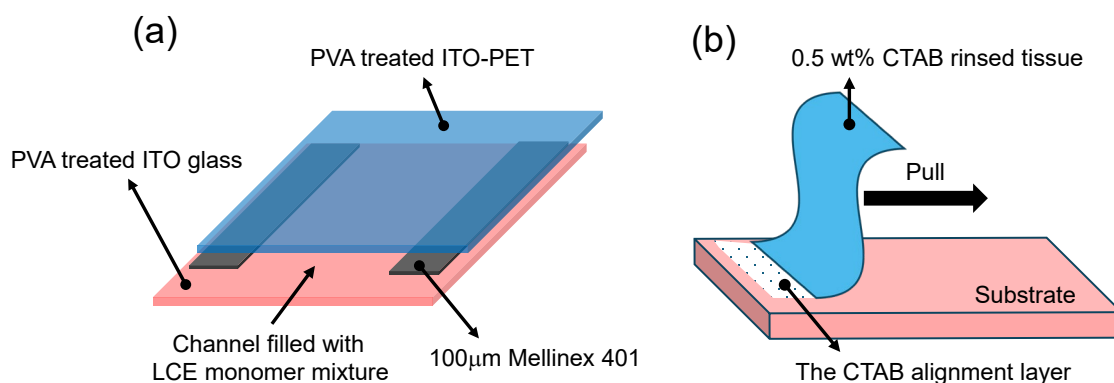 (a)
PVA treated ITO-PET
PVA treated ITO glass
Channel filled with
LCE monomer mixture
100μm Mellinex 401
(b)
0.5 wt% CTAB rinsed tissue
Pull
Substrate
The CTAB alignment layer